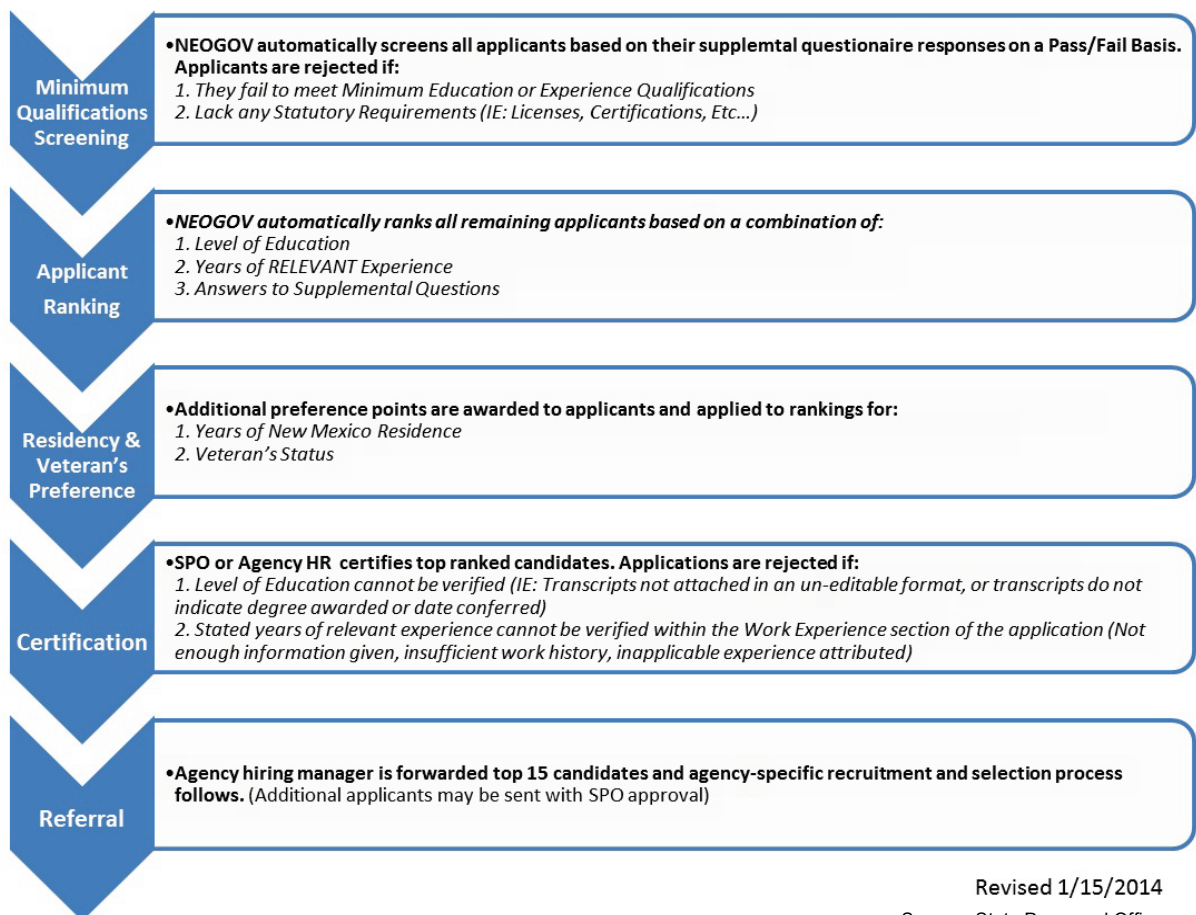 Minimum
Qualifications
Screening
•NEOGOV automatically screens all applicants based on their supplemtal questionaire responses on a Pass/Fail Basis.
Applicants are rejected if:
1. They fail to meet Minimum Education or Experience Qualifications
2. Lack any Statutory Requirements (IE: Licenses, Certifications, Etc...)
Applicant
Ranking
•NEOGOV automatically ranks all remaining applicants based on a combination of:
1. Level of Education
2. Years of RELEVANT Experience
3. Answers to Supplemental Questions
Residency &
Veteran's
Preference
•Additional preference points are awarded to applicants and applied to rankings for:
1. Years of New Mexico Residence
2. Veteran's Status
Certification
•SPO or Agency HR certifies top ranked candidates. Applications are rejected if:
1. Level of Education cannot be verified (IE: Transcripts not attached in an un-editable format, or transcripts do not
indicate degree awarded or date conferred)
2. Stated years of relevant experience cannot be verified within the Work Experience section of the application (Not
enough information given, insufficient work history, inapplicable experience attributed)
Referral
•Agency hiring manager is forwarded top 15 candidates and agency-specific recruitment and selection process
follows. (Additional applicants may be sent with SPO approval)
Revised 1/15/2014